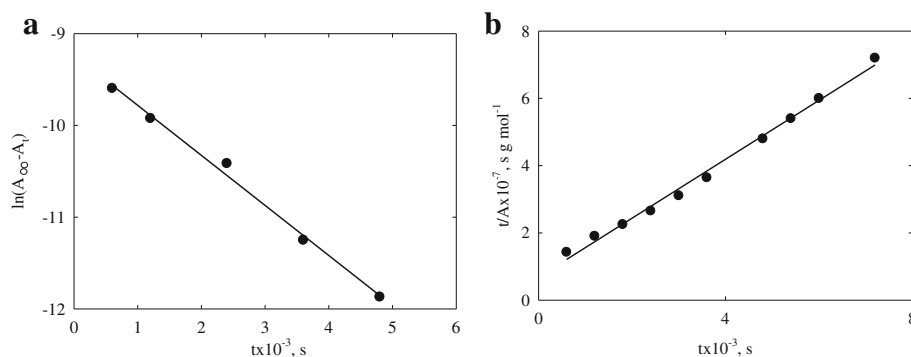 a
-9
-10
-11
-12
ln(A∞-At)
0 1 2 3 4 5 6
tx10-3, s
b
8
6
4
2
0
t/Ax10-7, s g mol-1
0 4 8
tx10-3, s